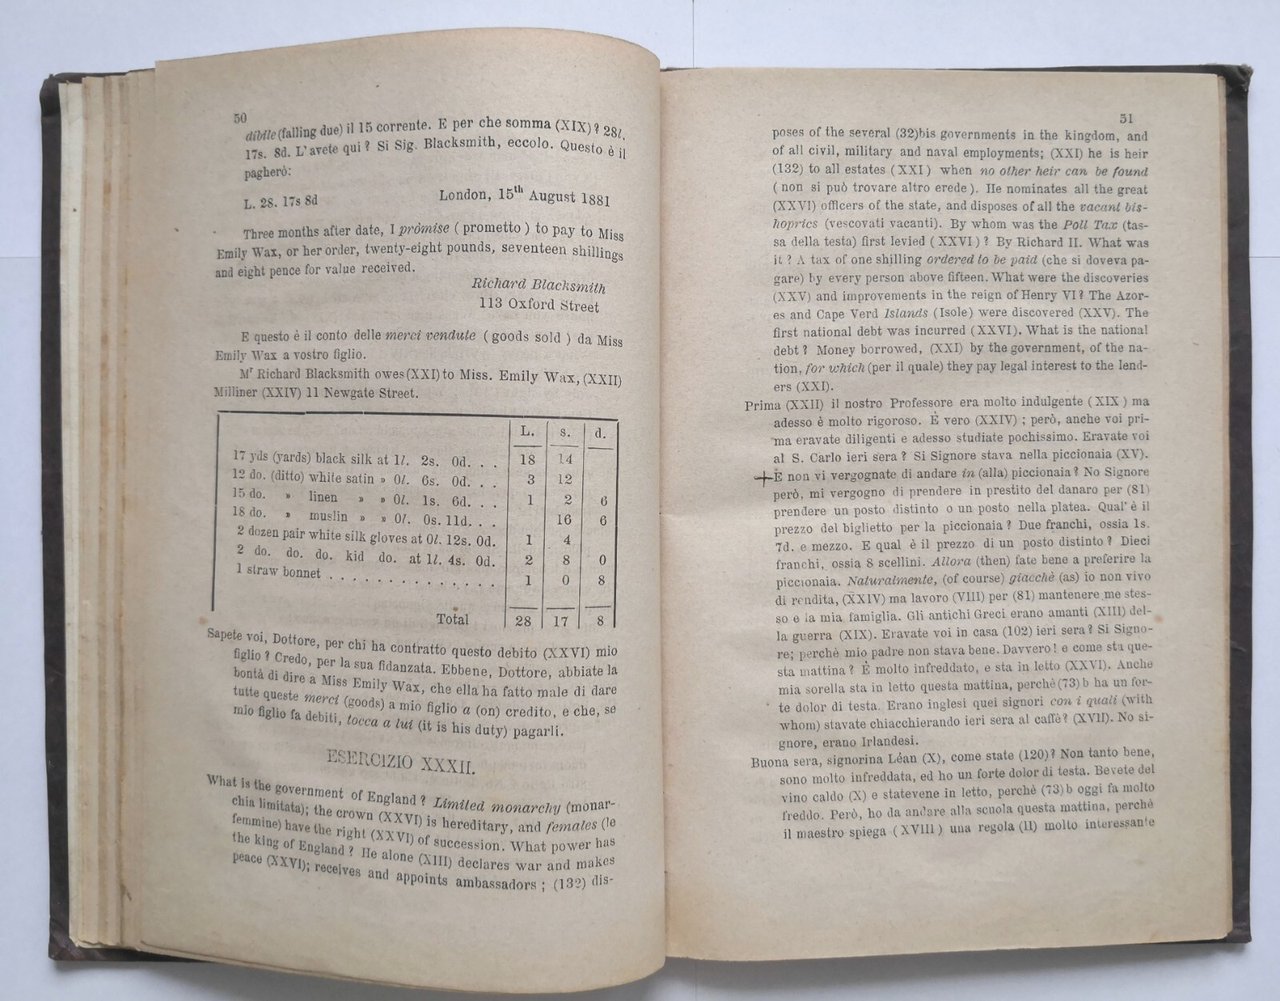 50
dibile (falling due) il 15 corrente. E per che somma (XIX)? 28l.
17s. 8d. L'avete qui? Si Sig. Blacksmith, eccolo. Questo è il
pagherò:
L. 28. 17s 8d London, 15th August 1881
Three months after date, I promise ( prometto ) to pay to Miss
Emily Wax, or her order, twenty-eight pounds, seventeen shillings
and eight pence for value received.
Richard Blacksmith
113 Oxford Street
E questo è il conto delle merci vendute ( goods sold ) da Miss
Emily Wax a vostro figlio.
Mr Richard Blacksmith owes (XXI) to Miss. Emily Wax, (XXII)
Milliner (XXIV) 11 Newgate Street.
L. s. d.
17 yds (yards) black silk at 1l. 2s. 0d. . . 18 14
12 do. (ditto) white satin » 0l. 6s. 0d. . . 3 12
15 do. » linen » » 0l. 1s. 6d. . . 1 2 6
18 do. » muslin » » 0l. 0s. 11d. . . 16 6
2 dozen pair white silk gloves at 0l. 12s. 0d. 1 4
2 do. do. do. kid do. at 1l. 4s. 0d. 2 8 0
1 straw bonnet . . . . . . . . . . . . . . 1 0 8
Total 28 17 8
Sapete voi, Dottore, per chi ha contratto questo debito (XXVI) mio
figlio? Credo, per la sua fidanzata. Ebbene, Dottore, abbiate la
bontà di dire a Miss Emily Wax, che ella ha fatto male di dare
tutte queste merci (goods) a mio figlio a (on) credito, e che, se
mio figlio fa debiti, tocca a lui (it is his duty) pagarli.
ESERCIZIO XXXII.
What is the government of England? Limited monarchy (monar-
chia limitata); the crown (XXVI) is hereditary, and females (le
femmine) have the right (XXVI) of succession. What power has
the king of England? He alone (XIII) declares war and makes
peace (XXVI); receives and appoints ambassadors; (132) dis-
51
poses of the several (32)bis governments in the kingdom, and
of all civil, military and naval employments; (XXI) he is heir
(132) to all estates (XXI) when no other heir can be found
( non si può trovare altro erede). He nominates all the great
(XXVI) officers of the state, and disposes of all the vacant bis-
hoprics (vescovati vacanti). By whom was the Poll Tax (tas-
sa della testa) first levied (XXVI)? By Richard II. What was
it? A tax of one shilling ordered to be paid (che si doveva pa-
gare) by every person above fifteen. What were the discoveries
(XXV) and improvements in the reign of Henry VI? The Azor-
es and Cape Verd Islands (Isole) were discovered (XXV). The
first national debt was incurred (XXVI). What is the national
debt? Money borrowed, (XXI) by the government, of the na-
tion, for which (per il quale) they pay legal interest to the lend-
ers (XXI).
Prima (XXII) il nostro Professore era molto indulgente (XIX) ma
adesso è molto rigoroso. È vero (XXIV); però, anche voi pri-
ma eravate diligenti e adesso studiate pochissimo. Eravate voi
al S. Carlo ieri sera? Si Signore stava nella piccionaia (XV).
E non vi vergognate di andare in (alla) piccionaia? No Signore
però, mi vergogno di prendere in prestito del danaro per (81)
prendere un posto distinto o un posto nella platea. Qual'è il
prezzo del biglietto per la piccionaia? Due franchi, ossia 1s.
7d. e mezzo. E qual è il prezzo di un posto distinto? Dieci
franchi, ossia 8 scellini. Allora (then) fate bene a preferire la
piccionaia. Naturalmente, (of course) giacchè (as) io non vivo
di rendita, (XXIV) ma lavoro (VIII) per (81) mantenere me stes-
so e la mia famiglia. Gli antichi Greci erano amanti (XIII) del-
la guerra (XIX). Eravate voi in casa (102) ieri sera? Si Signo-
re; perchè mio padre non stava bene. Davvero! e come sta que-
sta mattina? È molto infreddato, e sta in letto (XXVI). Anche
mia sorella sta in letto questa mattina, perchè (73)b ha un for-
te dolor di testa. Erano inglesi quei signori con i quali (with
whom) stavate chiacchierando ieri sera al caffè? (XVII). No si-
gnore, erano Irlandesi.
Buona sera, signorina Léan (X), come state (120)? Non tanto bene,
sono molto infreddata, ed ho un forte dolor di testa. Bevete del
vino caldo (X) e statevene in letto, perchè (73)b oggi fa molto
freddo. Però, ho da andare alla scuola questa mattina, perchè
il maestro spiega (XVIII) una regola (II) molto interessante